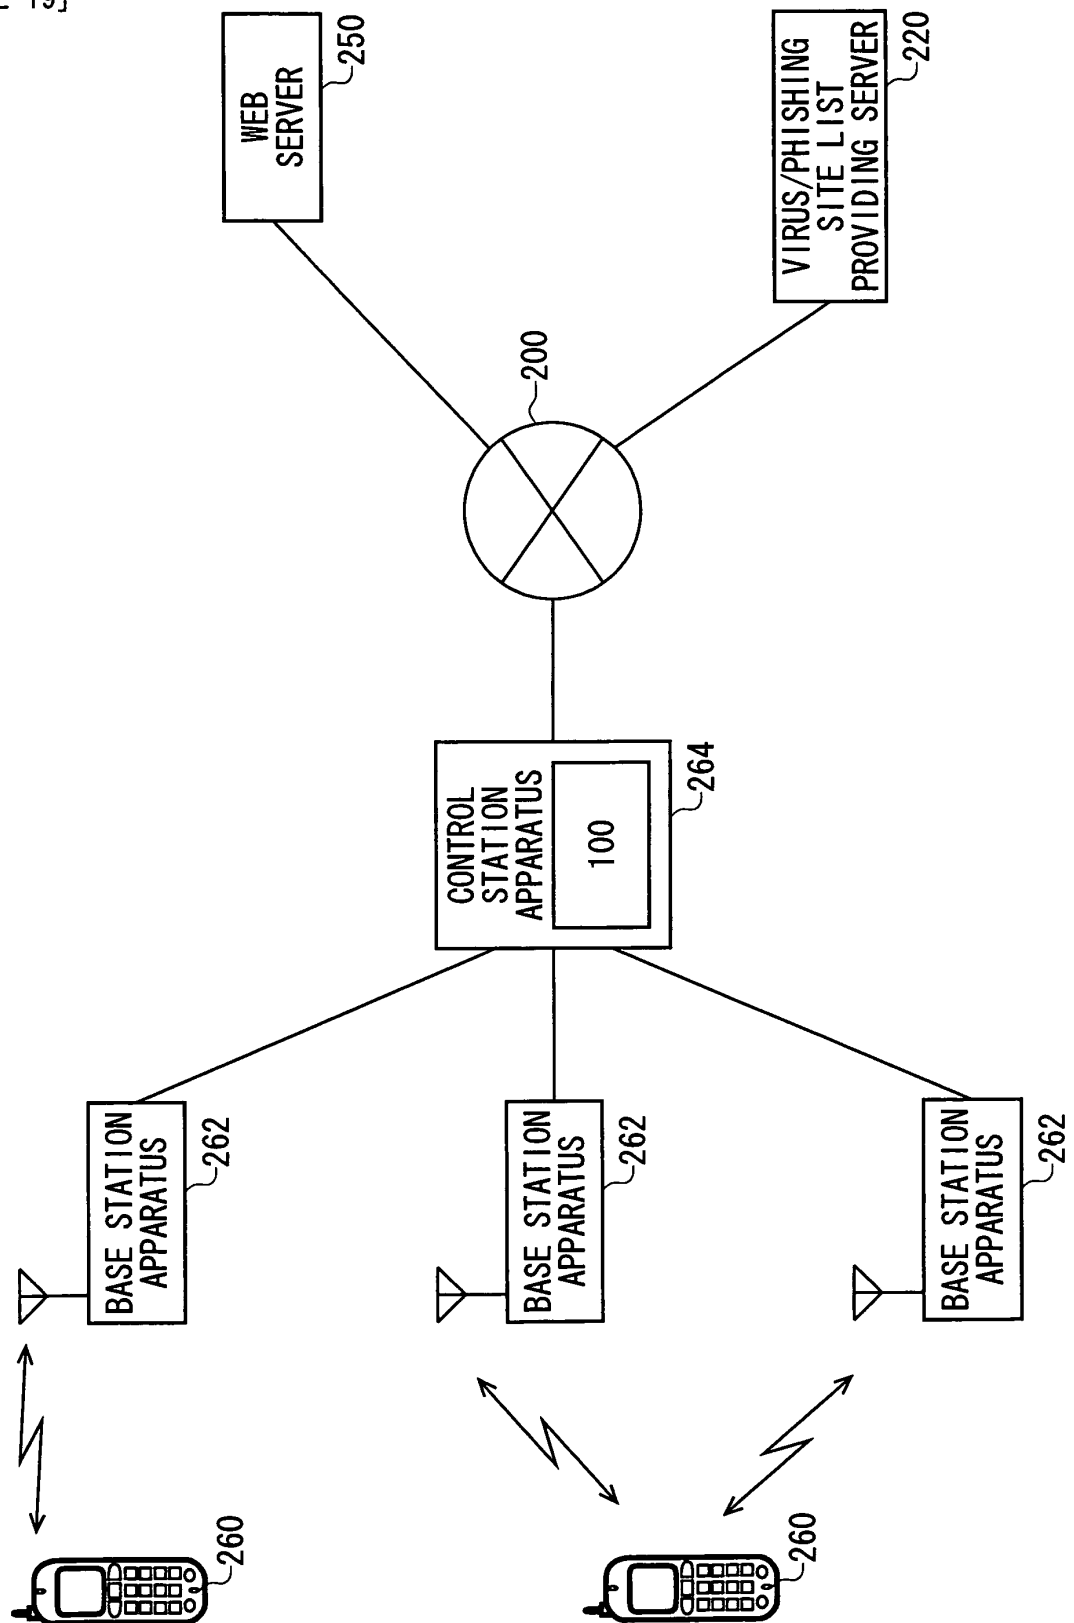 19]
WEB
SERVER
250
VIRUS/PHISHING
SITE LIST
PROVIDING SERVER
220
200
CONTROL
STATION
APPARATUS
100
264
BASE STATION
APPARATUS
262
BASE STATION
APPARATUS
262
BASE STATION
APPARATUS
262
260
260